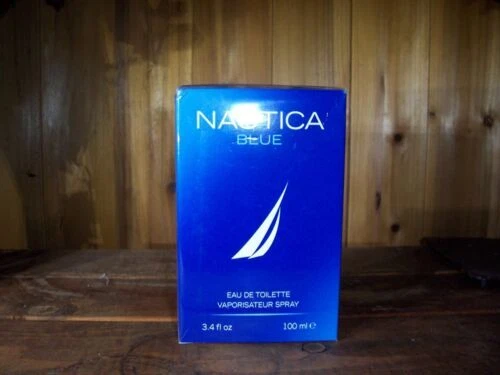 NAUTICA
BLUE
EAU DE TOILETTE
VAPORISATEUR SPRAY
3.4 fl oz 100 ml ℮